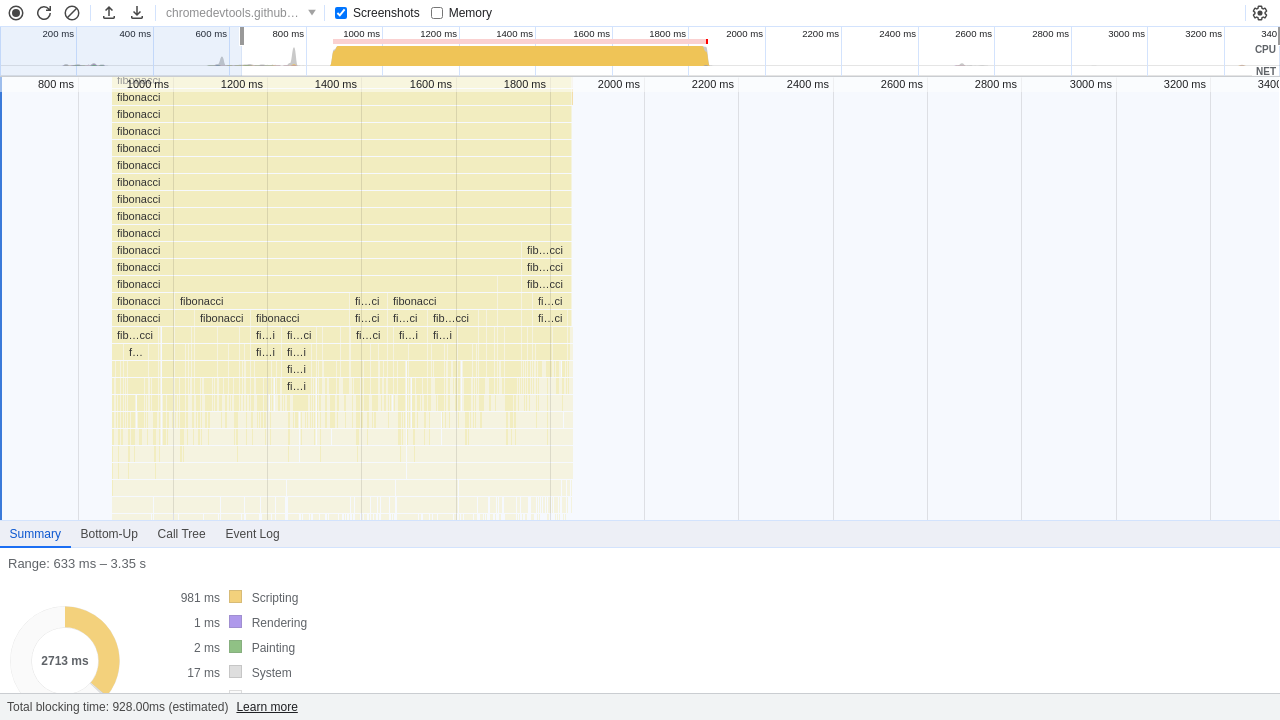 chromedevtools.github… Screenshots Memory
200 ms 400 ms 600 ms 800 ms 1000 ms 1200 ms 1400 ms 1600 ms 1800 ms 2000 ms 2200 ms 2400 ms 2600 ms 2800 ms 3000 ms 3200 ms 340
CPU
NET
fibonacci
800 ms 1000 ms 1200 ms 1400 ms 1600 ms 1800 ms 2000 ms 2200 ms 2400 ms 2600 ms 2800 ms 3000 ms 3200 ms 3400
fibonacci
fibonacci
fibonacci
fibonacci
fibonacci
fibonacci
fibonacci
fibonacci
fibonacci
fibonacci fib…cci
fibonacci fib…cci
fibonacci fib…cci
fibonacci fibonacci fi…ci fibonacci fi…ci
fibonacci fibonacci fibonacci fi…ci fi…ci fib…cci fi…ci
fib…cci fi…i fi…ci fi…ci fi…i fi…i
f… fi…i fi…i
fi…i
fi…i
Summary Bottom-Up Call Tree Event Log
Range: 633 ms – 3.35 s
981 ms Scripting
1 ms Rendering
2 ms Painting
2713 ms
17 ms System
Total blocking time: 928.00ms (estimated) Learn more